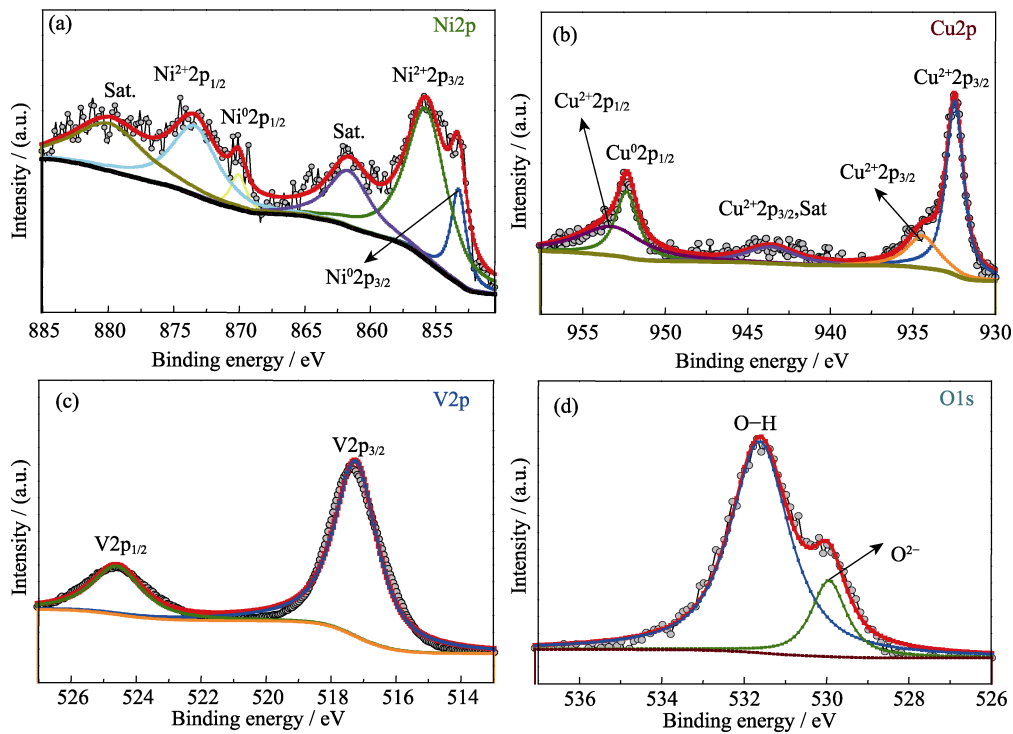 (a)
Ni2p
Sat.
Ni²⁺2p₁/₂
Ni⁰2p₁/₂
Sat.
Ni²⁺2p₃/₂
Ni⁰2p₃/₂
Intensity / (a.u.)
885 880 875 870 865 860 855
Binding energy / eV
(b)
Cu2p
Cu²⁺2p₁/₂
Cu⁰2p₁/₂
Cu²⁺2p₃/₂,Sat
Cu²⁺2p₃/₂
Cu²⁺2p₃/₂
Intensity / (a.u.)
955 950 945 940 935 930
Binding energy / eV
(c)
V2p
V2p₁/₂
V2p₃/₂
Intensity / (a.u.)
526 524 522 520 518 516 514
Binding energy / eV
(d)
O1s
O−H
O²⁻
Intensity / (a.u.)
536 534 532 530 528 526
Binding energy / eV